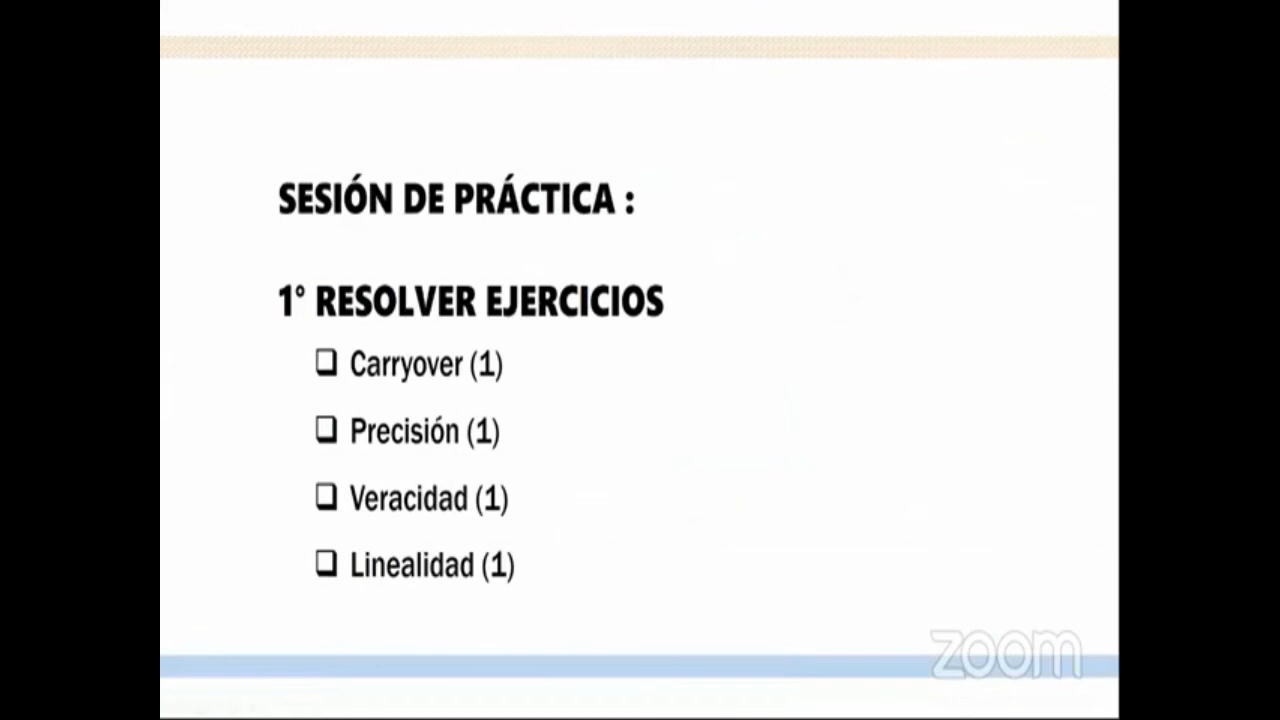 SESIÓN DE PRÁCTICA :
1° RESOLVER EJERCICIOS
❑ Carryover (1)
❑ Precisión (1)
❑ Veracidad (1)
❑ Linealidad (1)
zoom